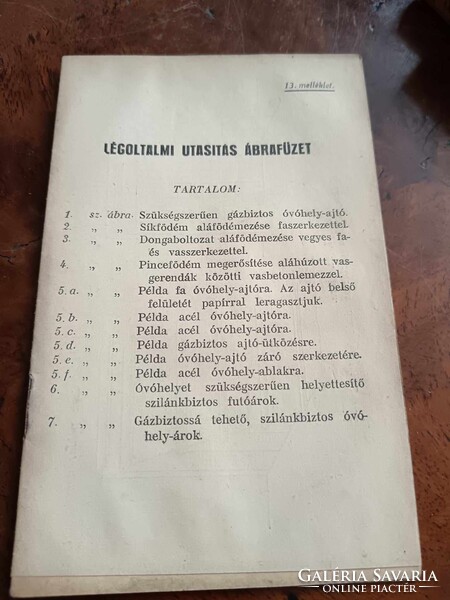 13. melléklet.
LÉGOLTALMI UTASITÁS ÁBRAFÜZET
TARTALOM:
1. sz. ábra. Szükségszerűen gázbiztos óvóhely-ajtó.
2. „ „ Síkfödém aláfödémezése faszerkezettel.
3. „ „ Dongaboltozat aláfödémezése vegyes fa-
és vasszerkezettel.
4. „ „ Pincefödém megerősítése aláhúzott vas-
gerendák közötti vasbetonlemezzel.
5. a. „ „ Példa fa óvóhely-ajtóra. Az ajtó belső
felületét papírral leragasztjuk.
5. b. „ „ Példa acél óvóhely-ajtóra.
5. c. „ „ Példa acél óvóhely-ajtóra.
5. d. „ „ Példa gázbiztos ajtó-ütközésre.
5. e. „ „ Példa óvóhely-ajtó záró szerkezetére.
5. f. „ „ Példa acél óvóhely-ablakra.
6. „ „ Óvóhelyet szükségszerűen helyettesítő
szilánkbiztos futóárok.
7. „ „ Gázbiztossá tehető, szilánkbiztos óvó-
hely-árok.
GALÉRIA SAVARIA
ONLINE PIACTÉR